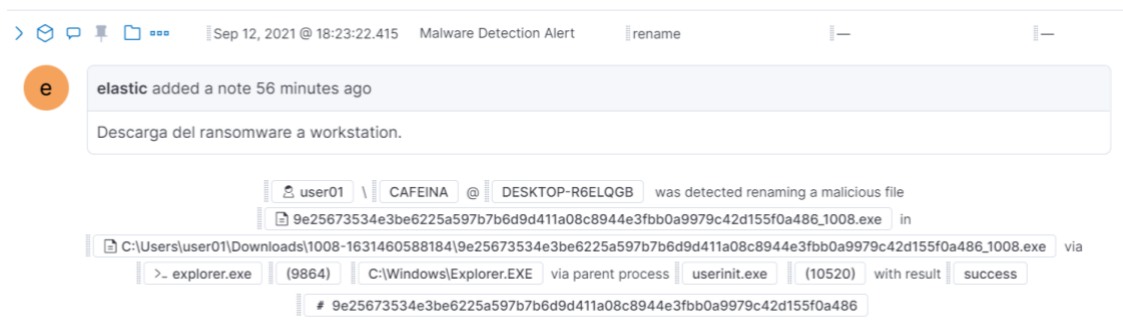 Sep 12, 2021 @ 18:23:22.415 Malware Detection Alert rename — —
e
elastic added a note 56 minutes ago
Descarga del ransomware a workstation.
user01 \ CAFEINA @ DESKTOP-R6ELQGB was detected renaming a malicious file
9e25673534e3be6225a597b7b6d9d411a08c8944e3fbb0a9979c42d155f0a486_1008.exe in
C:\Users\user01\Downloads\1008-1631460588184\9e25673534e3be6225a597b7b6d9d411a08c8944e3fbb0a9979c42d155f0a486_1008.exe via
>_ explorer.exe (9864) C:\Windows\Explorer.EXE via parent process userinit.exe (10520) with result success
# 9e25673534e3be6225a597b7b6d9d411a08c8944e3fbb0a9979c42d155f0a486